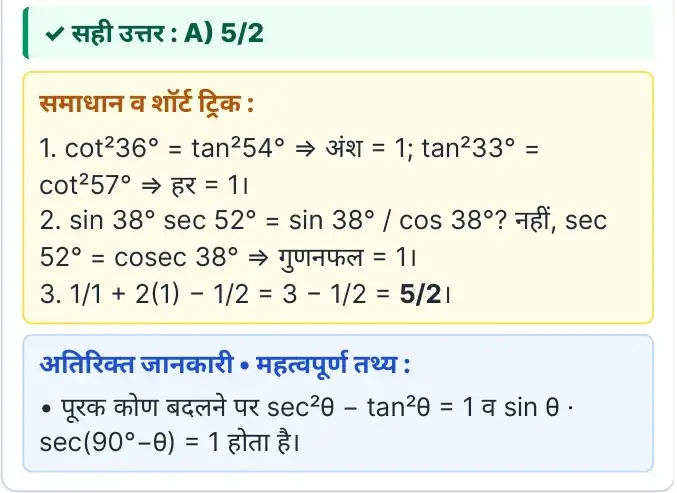 ✓ सही उत्तर : A) 5/2
समाधान व शॉर्ट ट्रिक :
1. cot²36° = tan²54° ⇒ अंश = 1; tan²33° =
cot²57° ⇒ हर = 1।
2. sin 38° sec 52° = sin 38° / cos 38°? नहीं, sec
52° = cosec 38° ⇒ गुणनफल = 1।
3. 1/1 + 2(1) − 1/2 = 3 − 1/2 = 5/2।
अतिरिक्त जानकारी • महत्वपूर्ण तथ्य :
• पूरक कोण बदलने पर sec²θ − tan²θ = 1 व sin θ ·
sec(90°−θ) = 1 होता है।